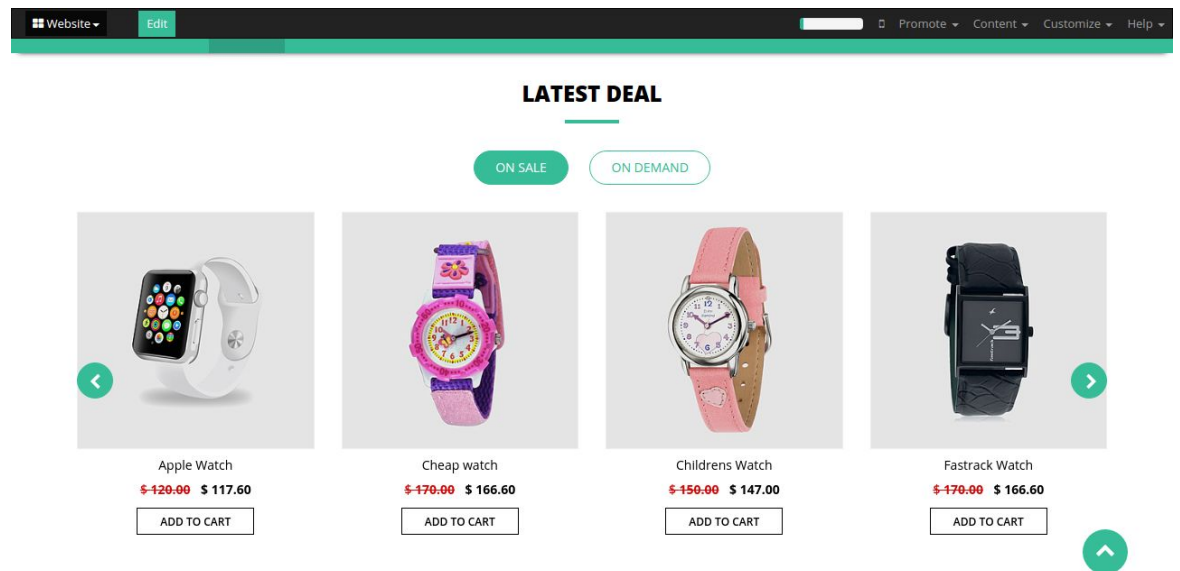 Website Edit Promote Content Customize Help
LATEST DEAL
ON SALE ON DEMAND
Apple Watch Cheap watch Childrens Watch Fastrack Watch
$ 120.00 $ 117.60 $ 170.00 $ 166.60 $ 150.00 $ 147.00 $ 170.00 $ 166.60
ADD TO CART ADD TO CART ADD TO CART ADD TO CART